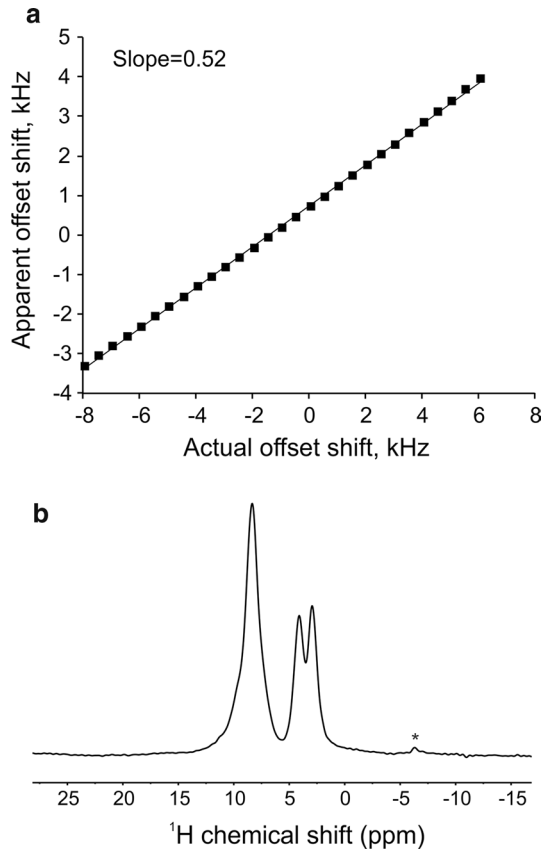 a
Slope=0.52
Apparent offset shift, kHz
5
4
3
2
1
0
-1
-2
-3
-4
-8 -6 -4 -2 0 2 4 6 8
Actual offset shift, kHz
b
*
25 20 15 10 5 0 -5 -10 -15
¹H chemical shift (ppm)